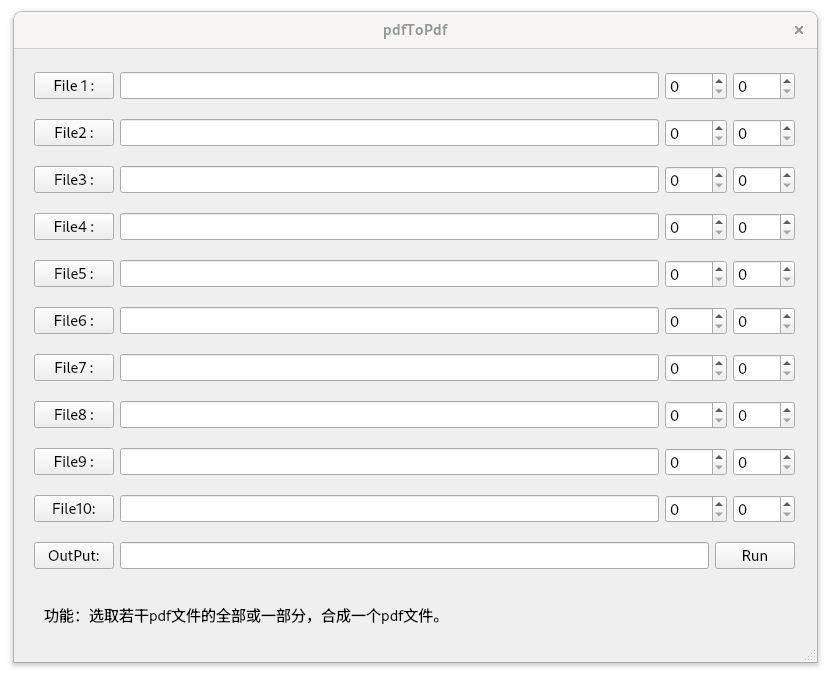 pdfToPdf ×
File 1 : 0 0
File2 : 0 0
File3 : 0 0
File4 : 0 0
File5 : 0 0
File6 : 0 0
File7 : 0 0
File8 : 0 0
File9 : 0 0
File10: 0 0
OutPut: Run
功能：选取若干pdf文件的全部或一部分，合成一个pdf文件。